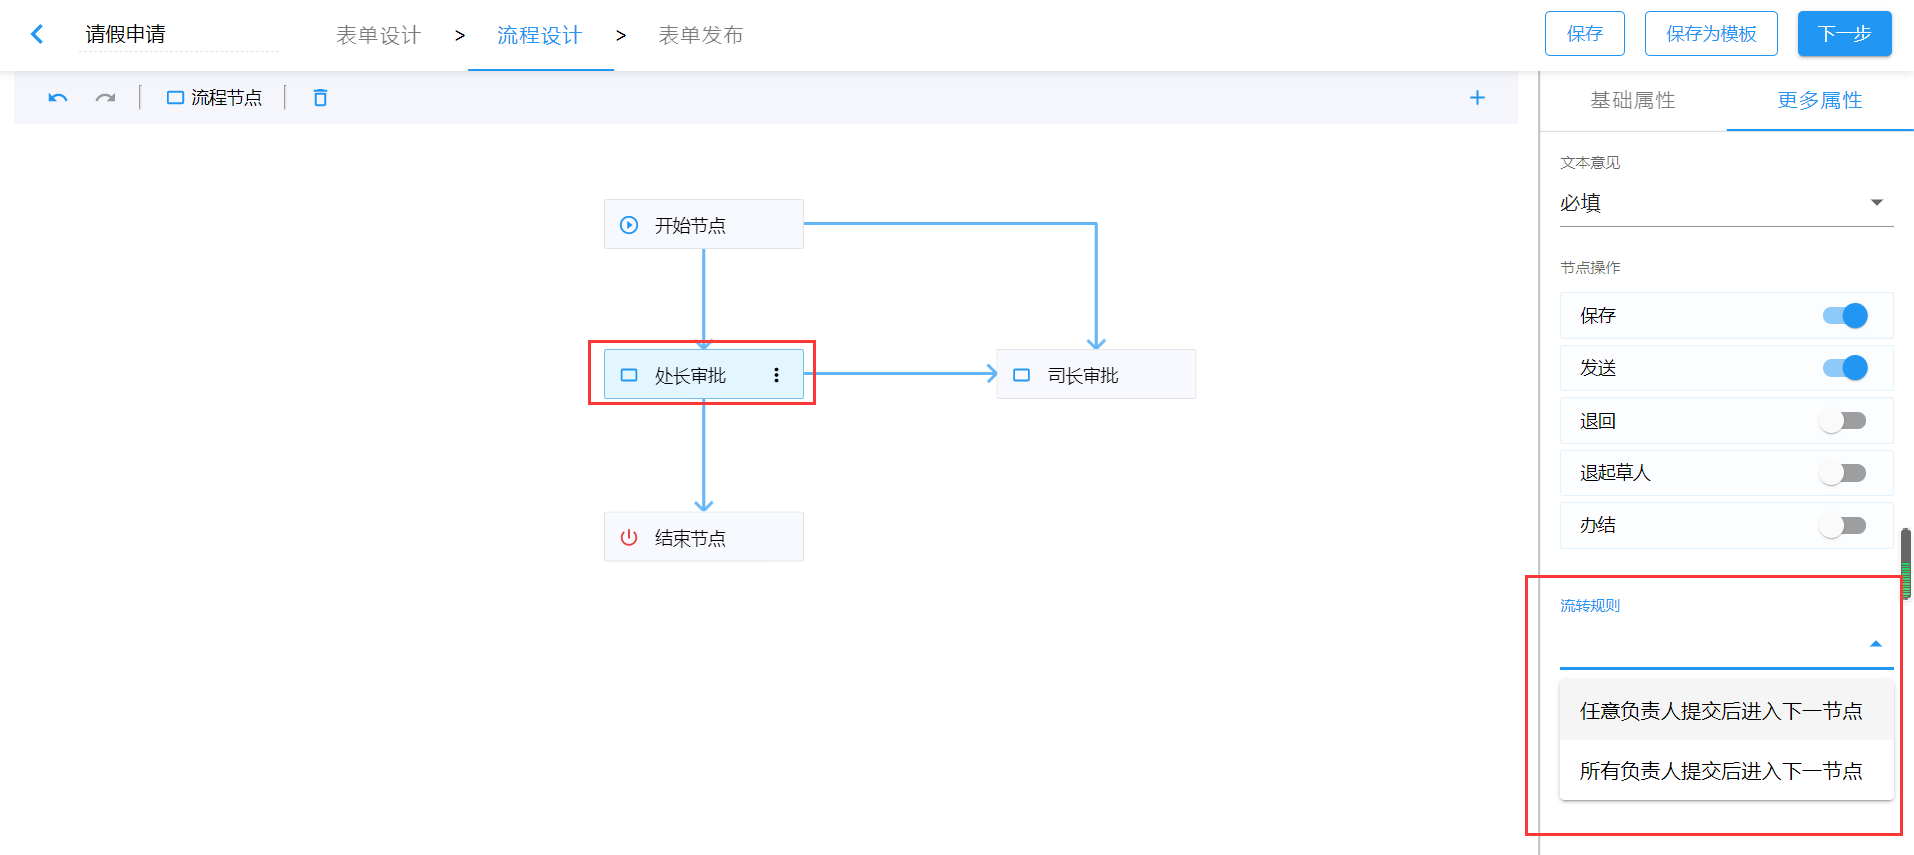 请假申请
表单设计 > 流程设计 > 表单发布
保存
保存为模板
下一步
流程节点
基础属性
更多属性
开始节点
处长审批
司长审批
结束节点
文本意见
必填
节点操作
保存
发送
退回
退起草人
办结
流转规则
任意负责人提交后进入下一节点
所有负责人提交后进入下一节点